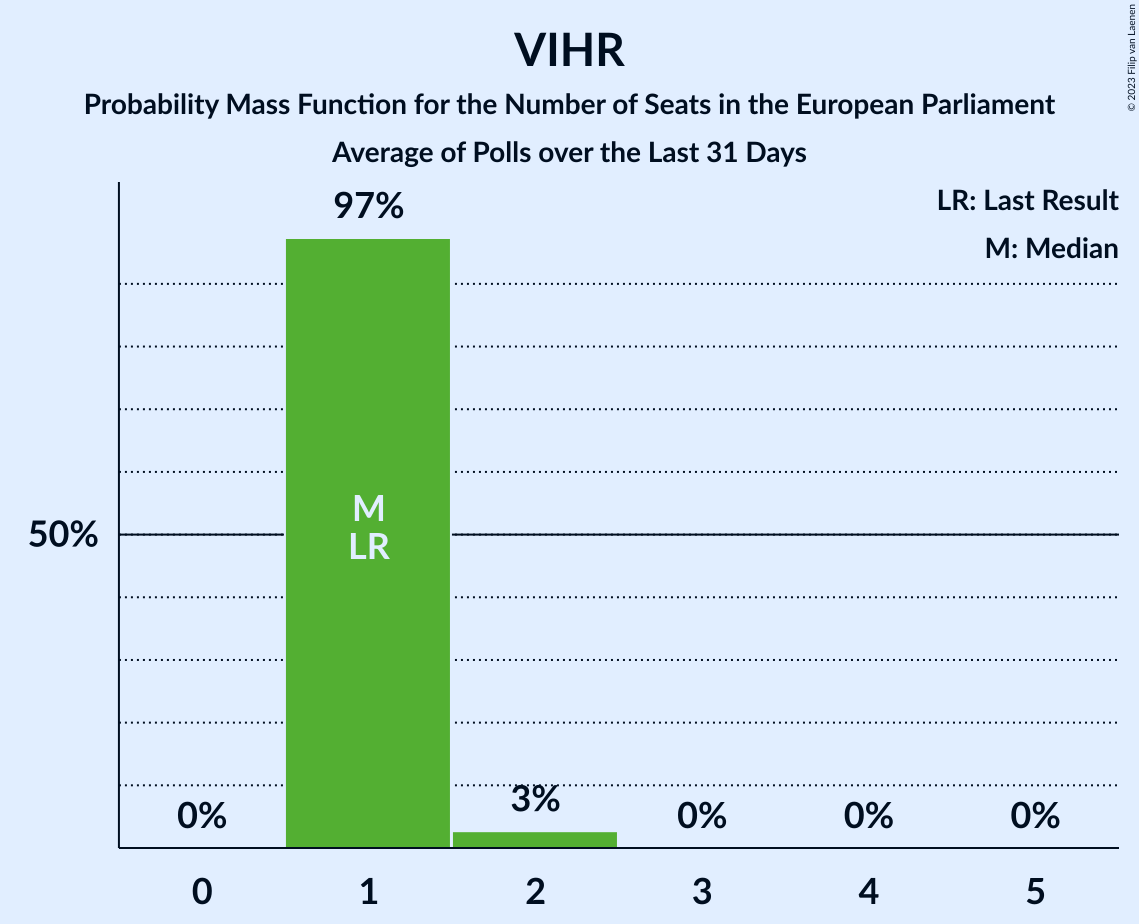 VIHR
Probability Mass Function for the Number of Seats in the European Parliament
Average of Polls over the Last 31 Days
© 2023 Filip van Laenen
LR: Last Result
M: Median
97%
M
LR
50%
0%
3%
0%
0%
0%
0
1
2
3
4
5